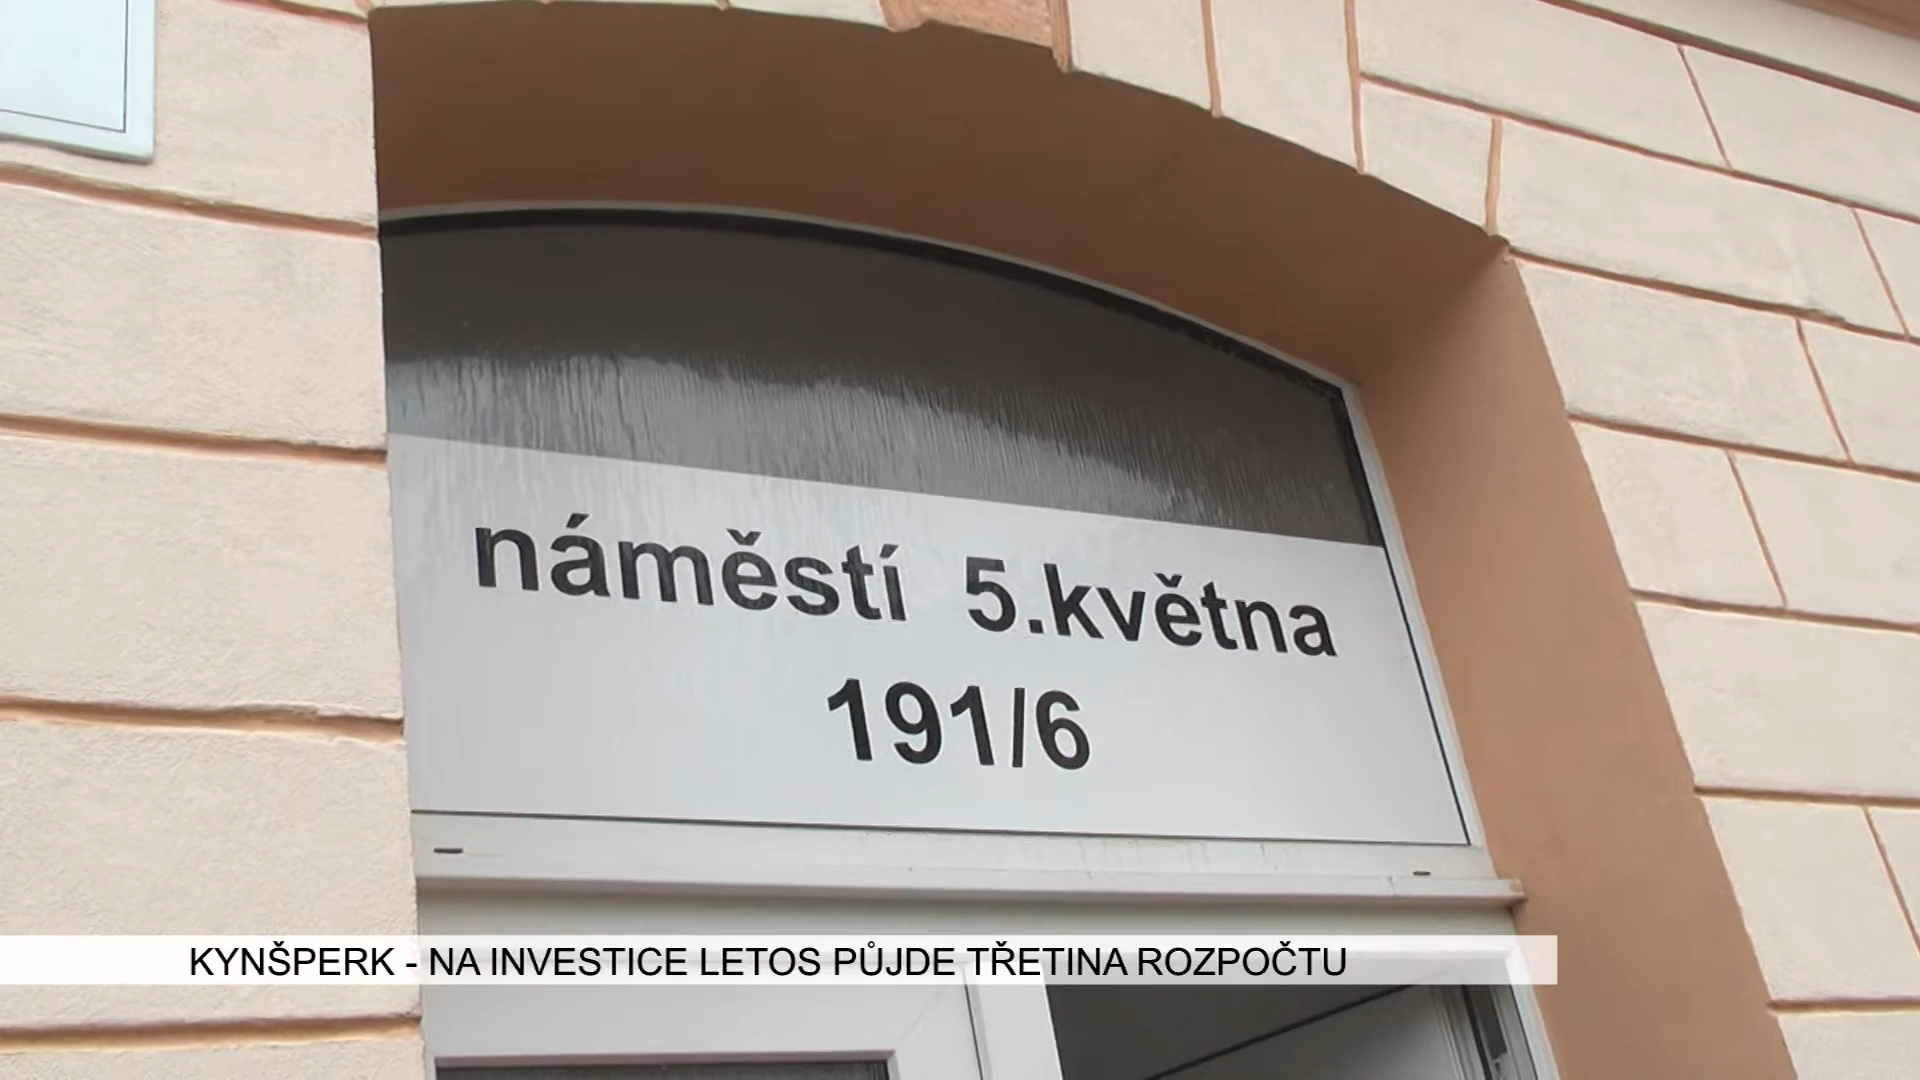 náměstí 5.května
191/6
KYNŠPERK - NA INVESTICE LETOS PŮJDE TŘETINA ROZPOČTU